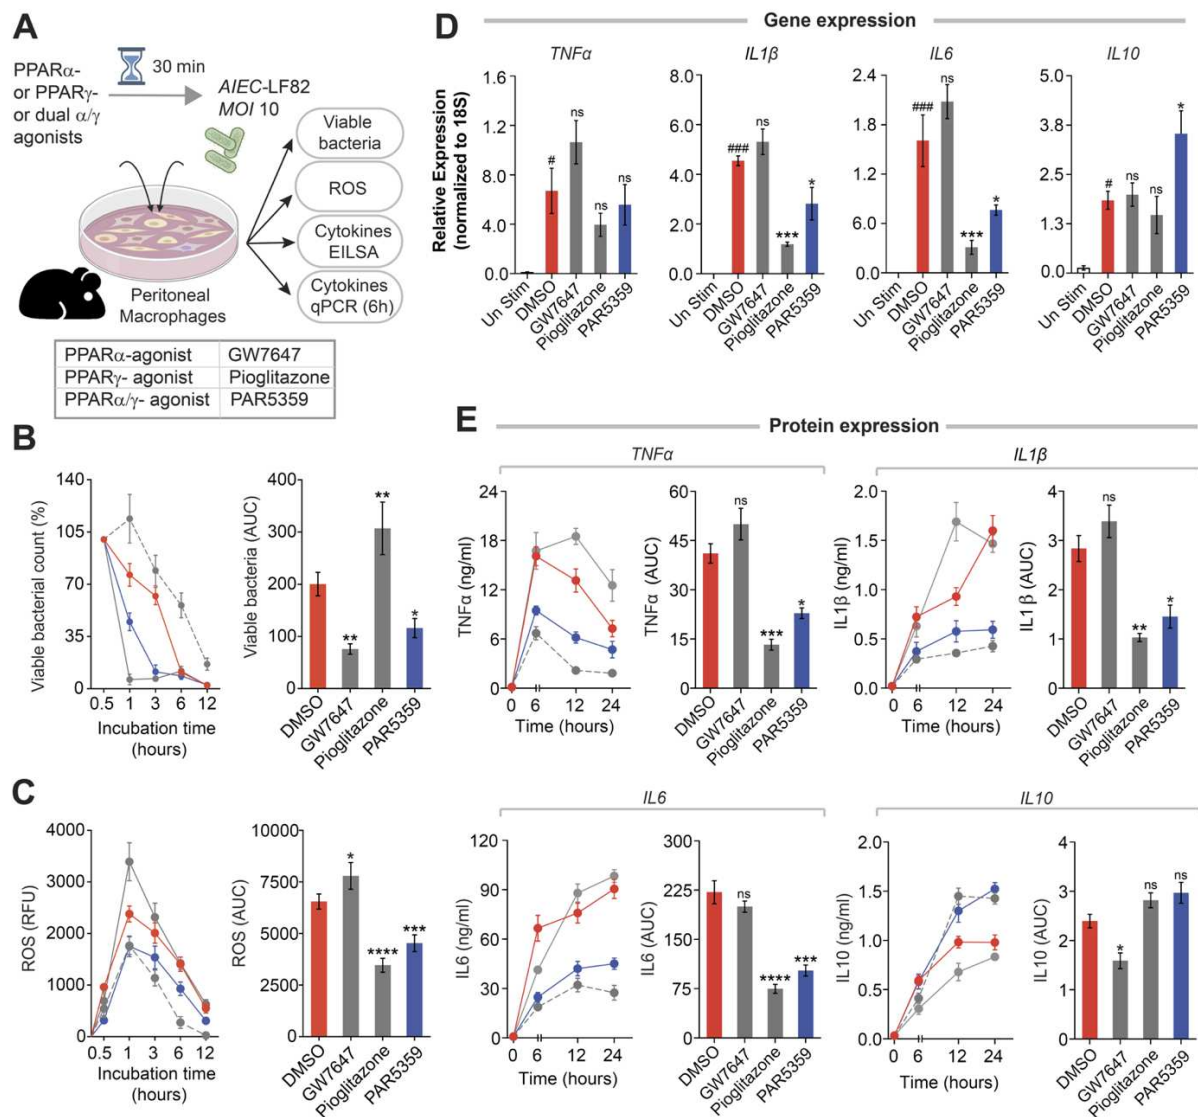 A
PPARα-
or PPARγ-
or dual α/γ
agonists
30 min
AIEC-LF82
MOI 10
Viable
bacteria
ROS
Cytokines
EILSA
Cytokines
qPCR (6h)
Peritoneal
Macrophages
PPARα-agonist GW7647
PPARγ- agonist Pioglitazone
PPARα/γ- agonist PAR5359
D
Gene expression
Relative Expression
(normalized to 18S)
TNFα
1.6
1.2
8.0
4.0
0.0
#
ns
ns
ns
Un Stim
DMSO
GW7647
Pioglitazone
PAR5359
IL1β
8.0
6.0
4.0
2.0
0.0
###
ns
***
*
Un Stim
DMSO
GW7647
Pioglitazone
PAR5359
IL6
1.6
1.2
6.0
3.0
0.0
###
ns
***
*
Un Stim
DMSO
GW7647
Pioglitazone
PAR5359
IL10
5.0
3.8
2.5
1.3
0.0
#
ns
ns
*
Un Stim
DMSO
GW7647
Pioglitazone
PAR5359
B
Viable bacterial count (%)
140
105
70
35
0
0.5 1 3 6 12
Incubation time
(hours)
Viable bacteria (AUC)
400
300
200
100
0
**
**
*
DMSO
GW7647
Pioglitazone
PAR5359
C
ROS (RFU)
4000
3000
2000
1000
0
0.5 1 3 6 12
Incubation time
(hours)
ROS (AUC)
10000
7500
5000
2500
0
*
****
***
DMSO
GW7647
Pioglitazone
PAR5359
E
Protein expression
TNFα
TNFα (ng/ml)
24
18
12
6
0
0 6 12 24
Time (hours)
TNFα (AUC)
60
45
30
15
0
ns
***
*
DMSO
GW7647
Pioglitazone
PAR5359
IL1β
IL1β (ng/ml)
2.0
1.5
1.0
0.5
0.0
0 6 12 24
Time (hours)
IL1β (AUC)
4
3
2
1
0
ns
**
*
DMSO
GW7647
Pioglitazone
PAR5359
IL6
IL6 (ng/ml)
120
90
60
30
0
0 6 12 24
Time (hours)
IL6 (AUC)
300
225
150
75
0
ns
****
***
DMSO
GW7647
Pioglitazone
PAR5359
IL10
IL10 (ng/ml)
2.0
1.5
1.0
0.5
0.0
0 6 12 24
Time (hours)
IL10 (AUC)
4
3
2
1
0
*
ns
ns
DMSO
GW7647
Pioglitazone
PAR5359